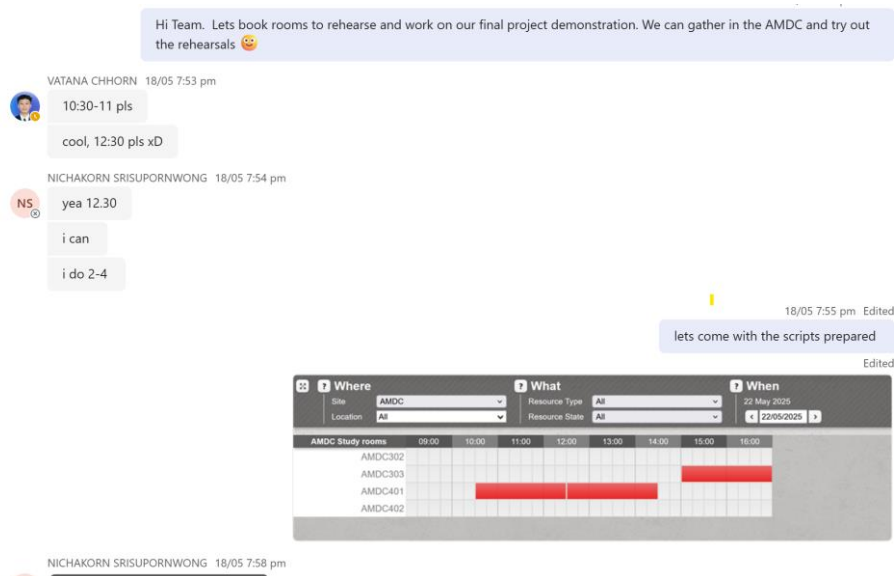 Hi Team. Lets book rooms to rehearse and work on our final project demonstration. We can gather in the AMDC and try out
the rehearsals
VATANA CHHORN 18/05 7:53 pm
10:30-11 pls
cool, 12:30 pls xD
NICHAKORN SRISUPORNWONG 18/05 7:54 pm
NS
yea 12.30
i can
i do 2-4
18/05 7:55 pm Edited
lets come with the scripts prepared
Edited
? Where ? What ? When
Site AMDC Resource Type All 22 May 2025
Location All Resource State All < 22/05/2025 >
AMDC Study rooms 09:00 10:00 11:00 12:00 13:00 14:00 15:00 16:00
AMDC302
AMDC303
AMDC401
AMDC402
NICHAKORN SRISUPORNWONG 18/05 7:58 pm